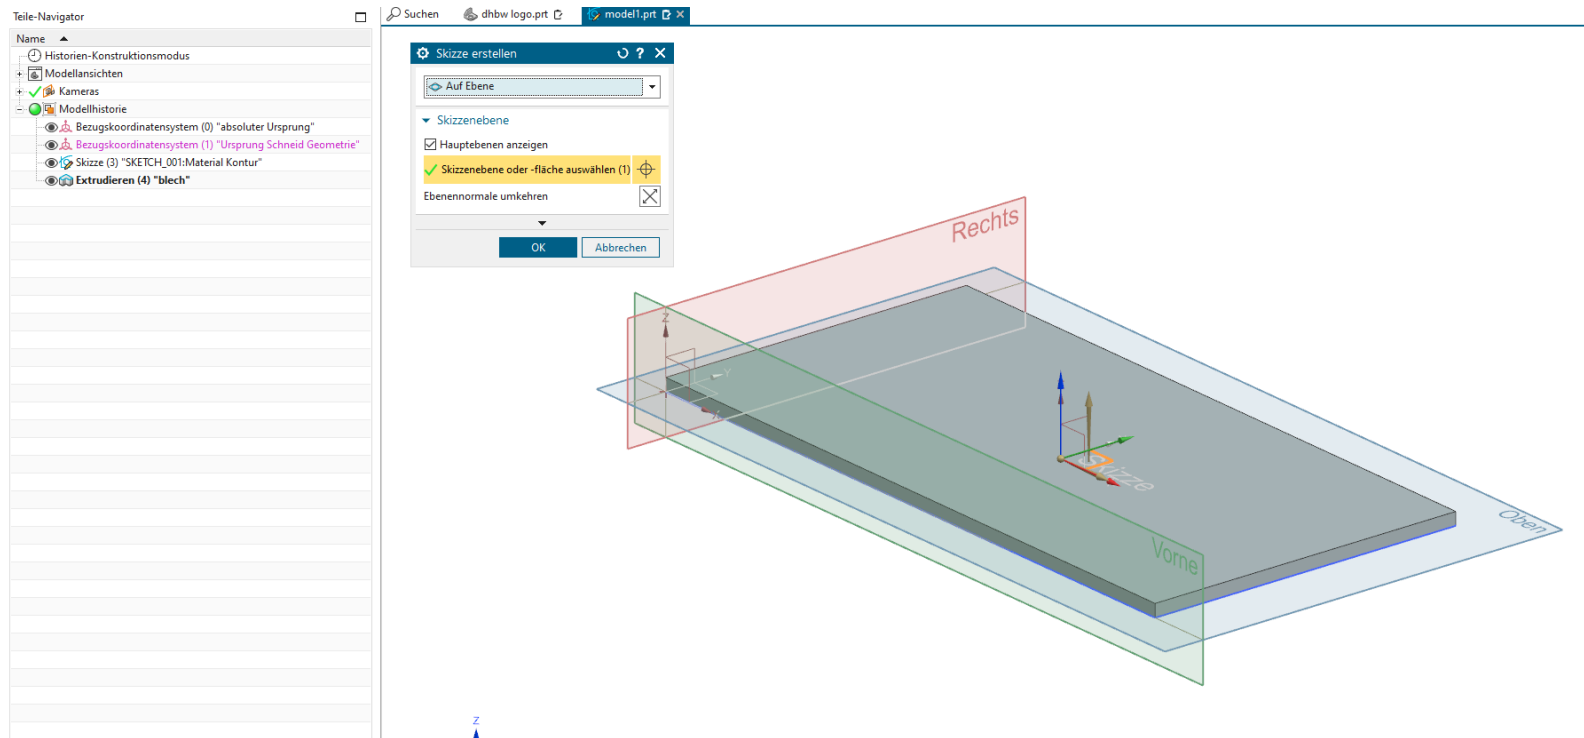 Teile-Navigator
Name
Historien-Konstruktionsmodus
Modellansichten
Kameras
Modellhistorie
Bezugskoordinatensystem (0) "absoluter Ursprung"
Bezugskoordinatensystem (1) "Ursprung Schneid Geometrie"
Skizze (3) "SKETCH_001:Material Kontur"
Extrudieren (4) "blech"
Suchen
dhbw logo.prt
model1.prt
Skizze erstellen
Auf Ebene
Skizzenebene
Hauptebenen anzeigen
Skizzenebene oder -fläche auswählen (1)
Ebenennormale umkehren
OK Abbrechen
Rechts
Z
Y
X
Skizze
Oben
Vorne
Z